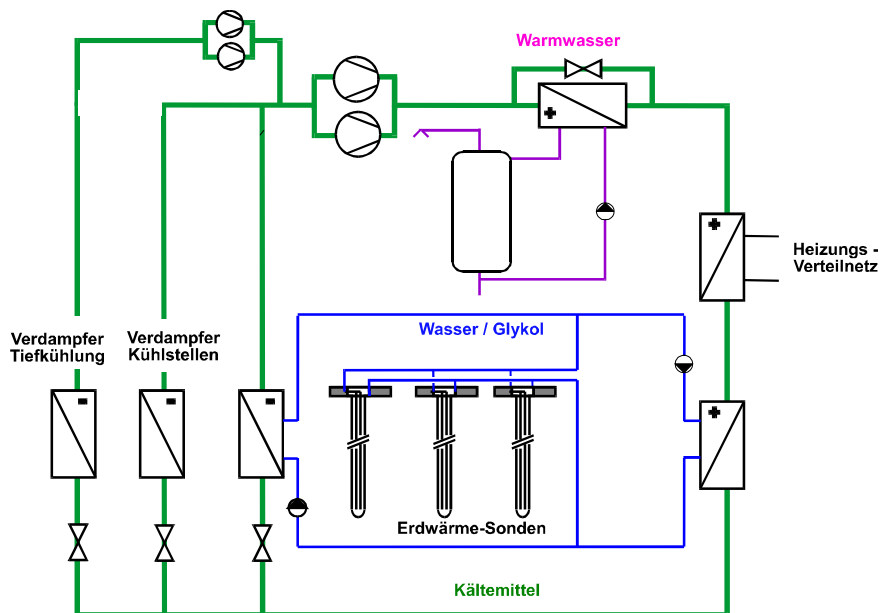 Warmwasser
Heizungs -
Verteilnetz
Verdampfer
Tiefkühlung
Verdampfer
Kühlstellen
Wasser / Glykol
Erdwärme-Sonden
Kältemittel